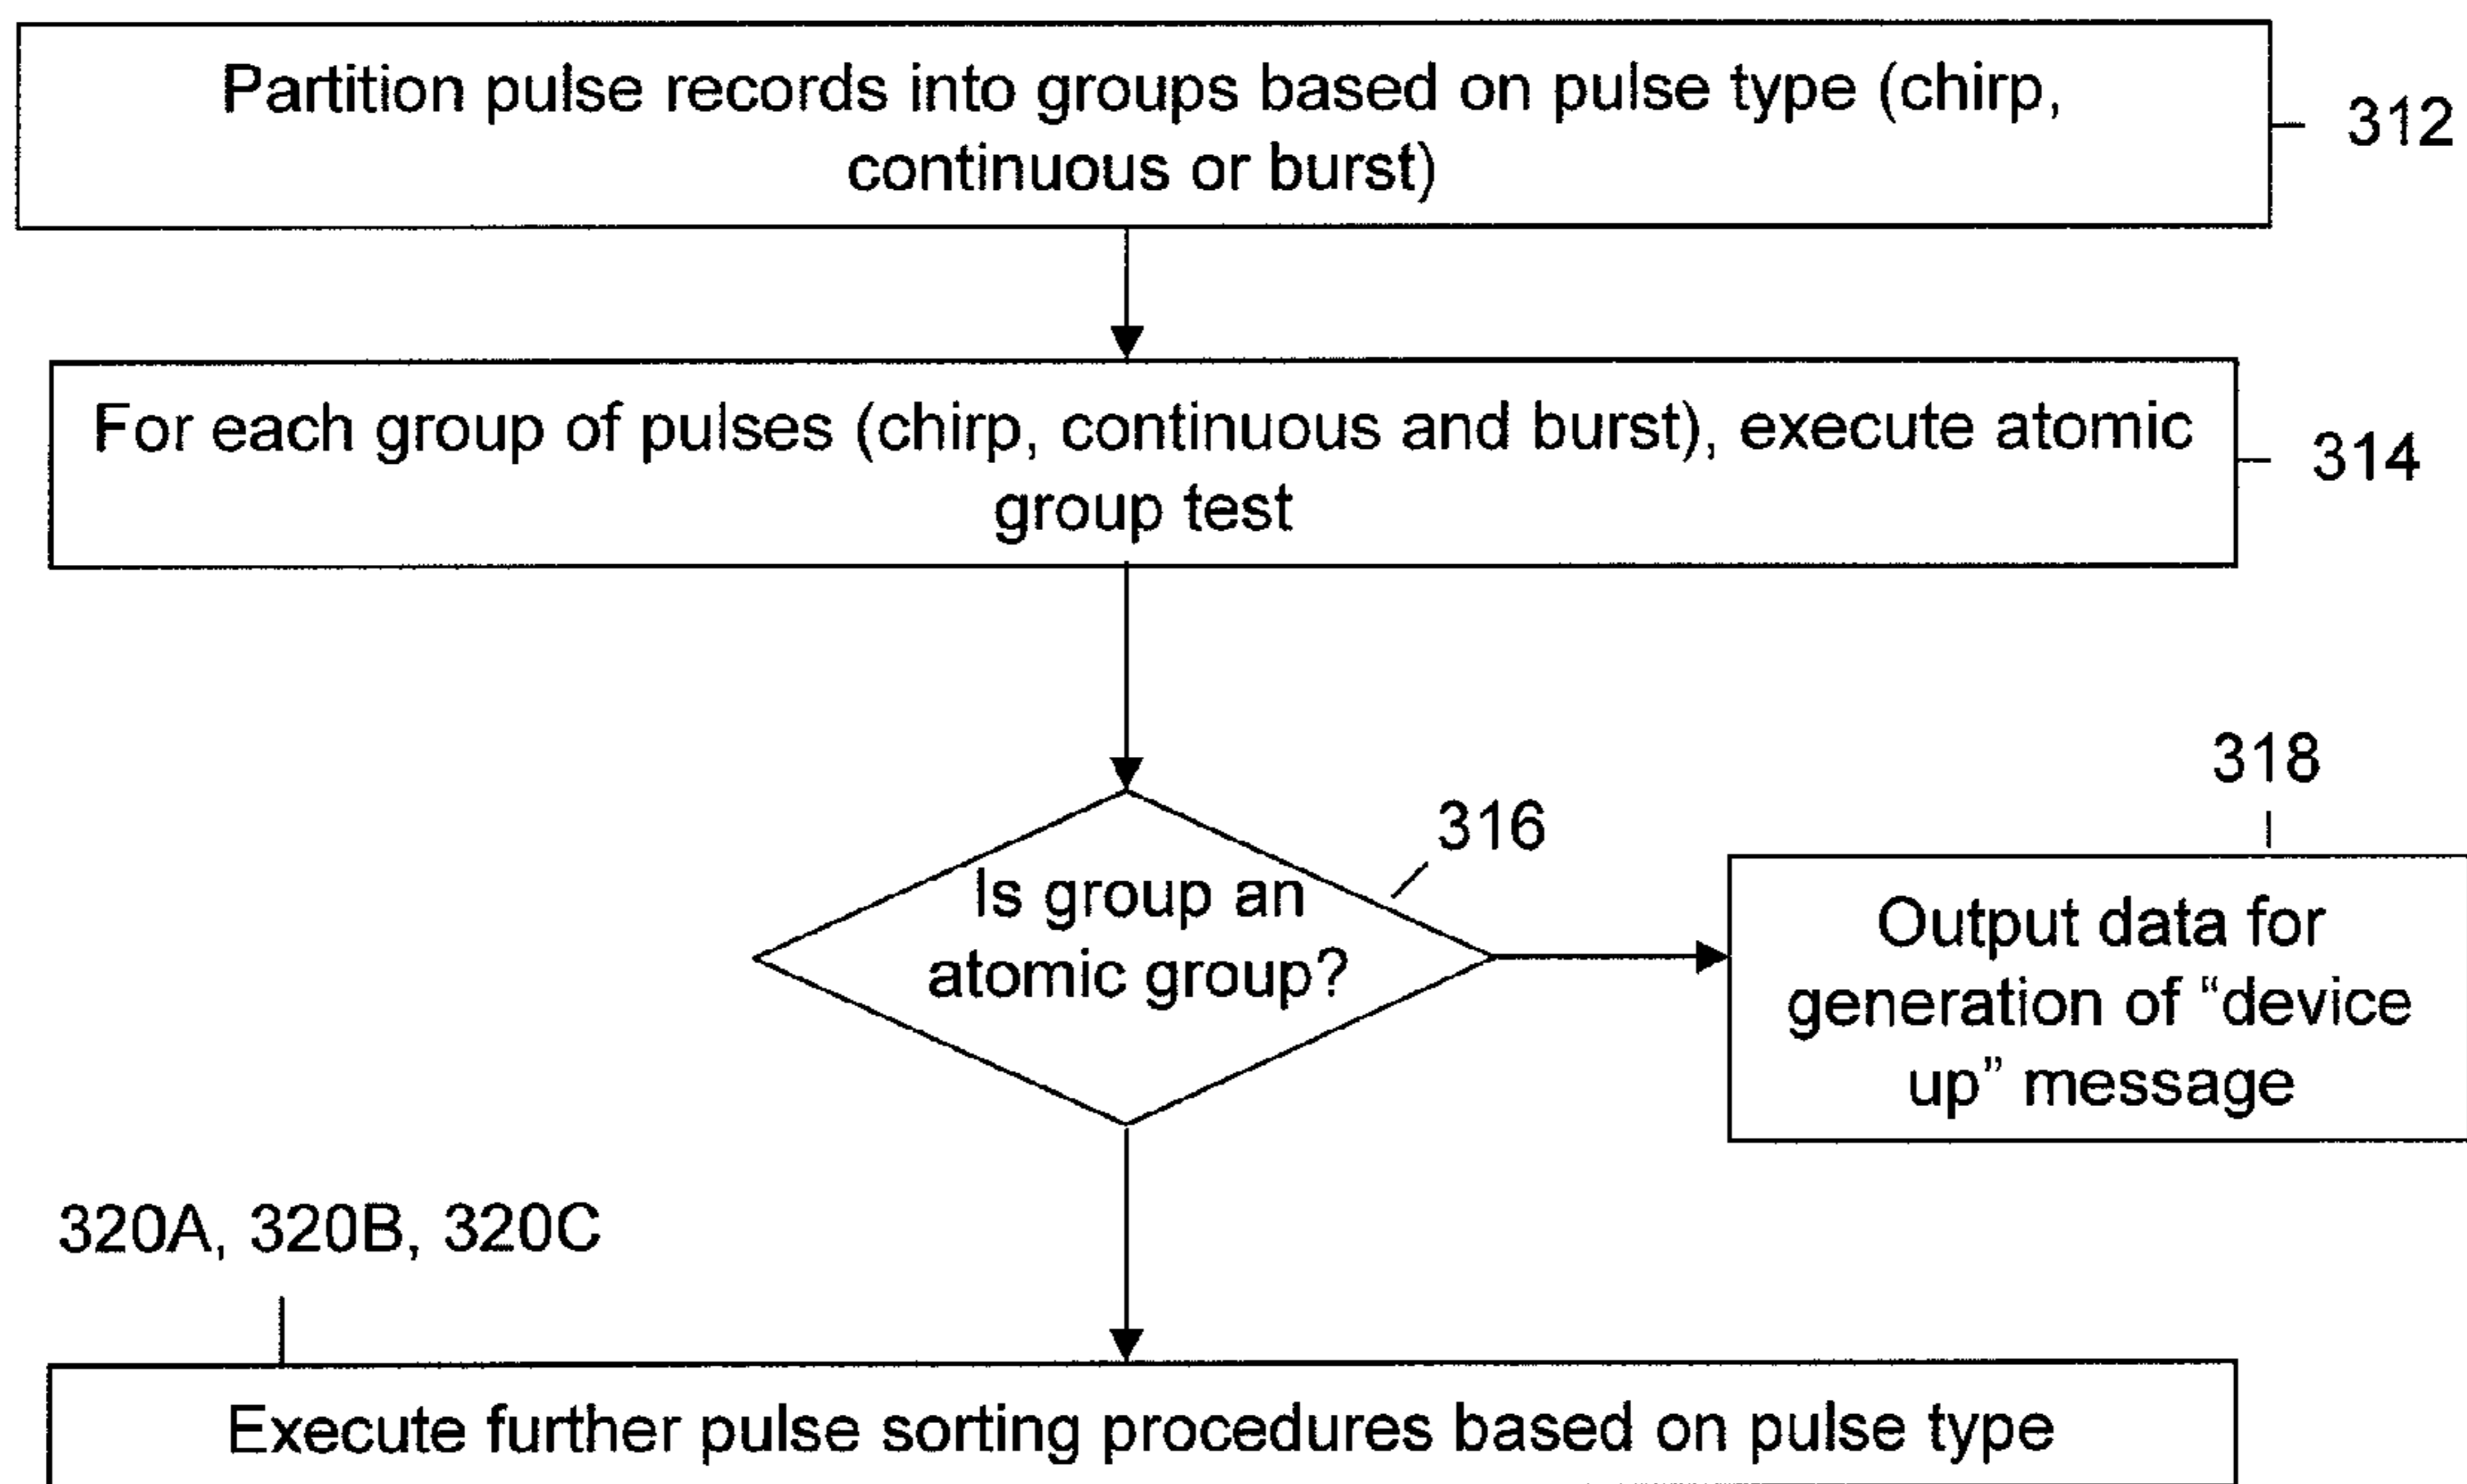 Partition pulse records into groups based on pulse type (chirp,
continuous or burst)
312
For each group of pulses (chirp, continuous and burst), execute atomic
group test
314
316
Is group an
atomic group?
318
Output data for
generation of “device
up” message
320A, 320B, 320C
Execute further pulse sorting procedures based on pulse type